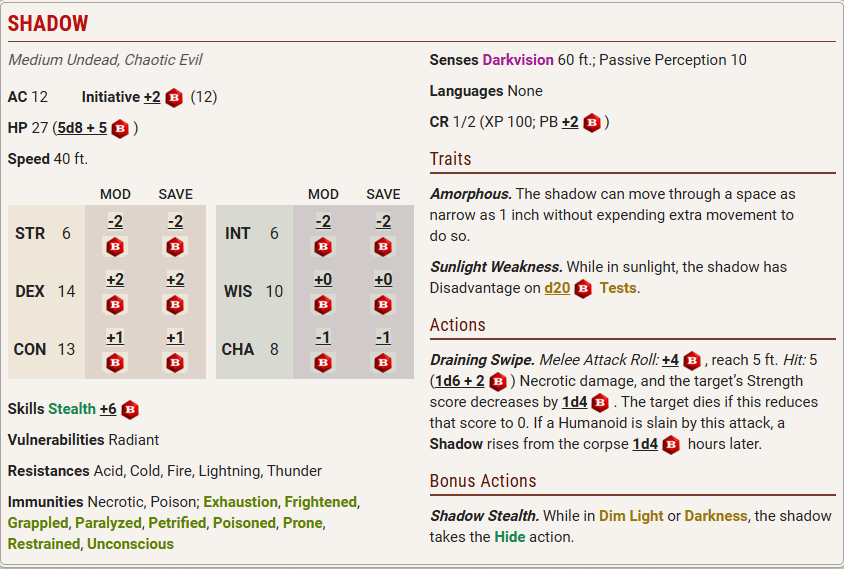 SHADOW
Medium Undead, Chaotic Evil
AC 12 Initiative +2 B (12)
HP 27 (5d8 + 5 B )
Speed 40 ft.
MOD SAVE MOD SAVE
STR 6 -2 B -2 B INT 6 -2 B -2 B
DEX 14 +2 B +2 B WIS 10 +0 B +0 B
CON 13 +1 B +1 B CHA 8 -1 B -1 B
Skills Stealth +6 B
Vulnerabilities Radiant
Resistances Acid, Cold, Fire, Lightning, Thunder
Immunities Necrotic, Poison; Exhaustion, Frightened,
Grappled, Paralyzed, Petrified, Poisoned, Prone,
Restrained, Unconscious
Senses Darkvision 60 ft.; Passive Perception 10
Languages None
CR 1/2 (XP 100; PB +2 B )
Traits
Amorphous. The shadow can move through a space as
narrow as 1 inch without expending extra movement to
do so.
Sunlight Weakness. While in sunlight, the shadow has
Disadvantage on d20 B Tests.
Actions
Draining Swipe. Melee Attack Roll: +4 B , reach 5 ft. Hit: 5
(1d6 + 2 B ) Necrotic damage, and the target's Strength
score decreases by 1d4 B . The target dies if this reduces
that score to 0. If a Humanoid is slain by this attack, a
Shadow rises from the corpse 1d4 B hours later.
Bonus Actions
Shadow Stealth. While in Dim Light or Darkness, the shadow
takes the Hide action.